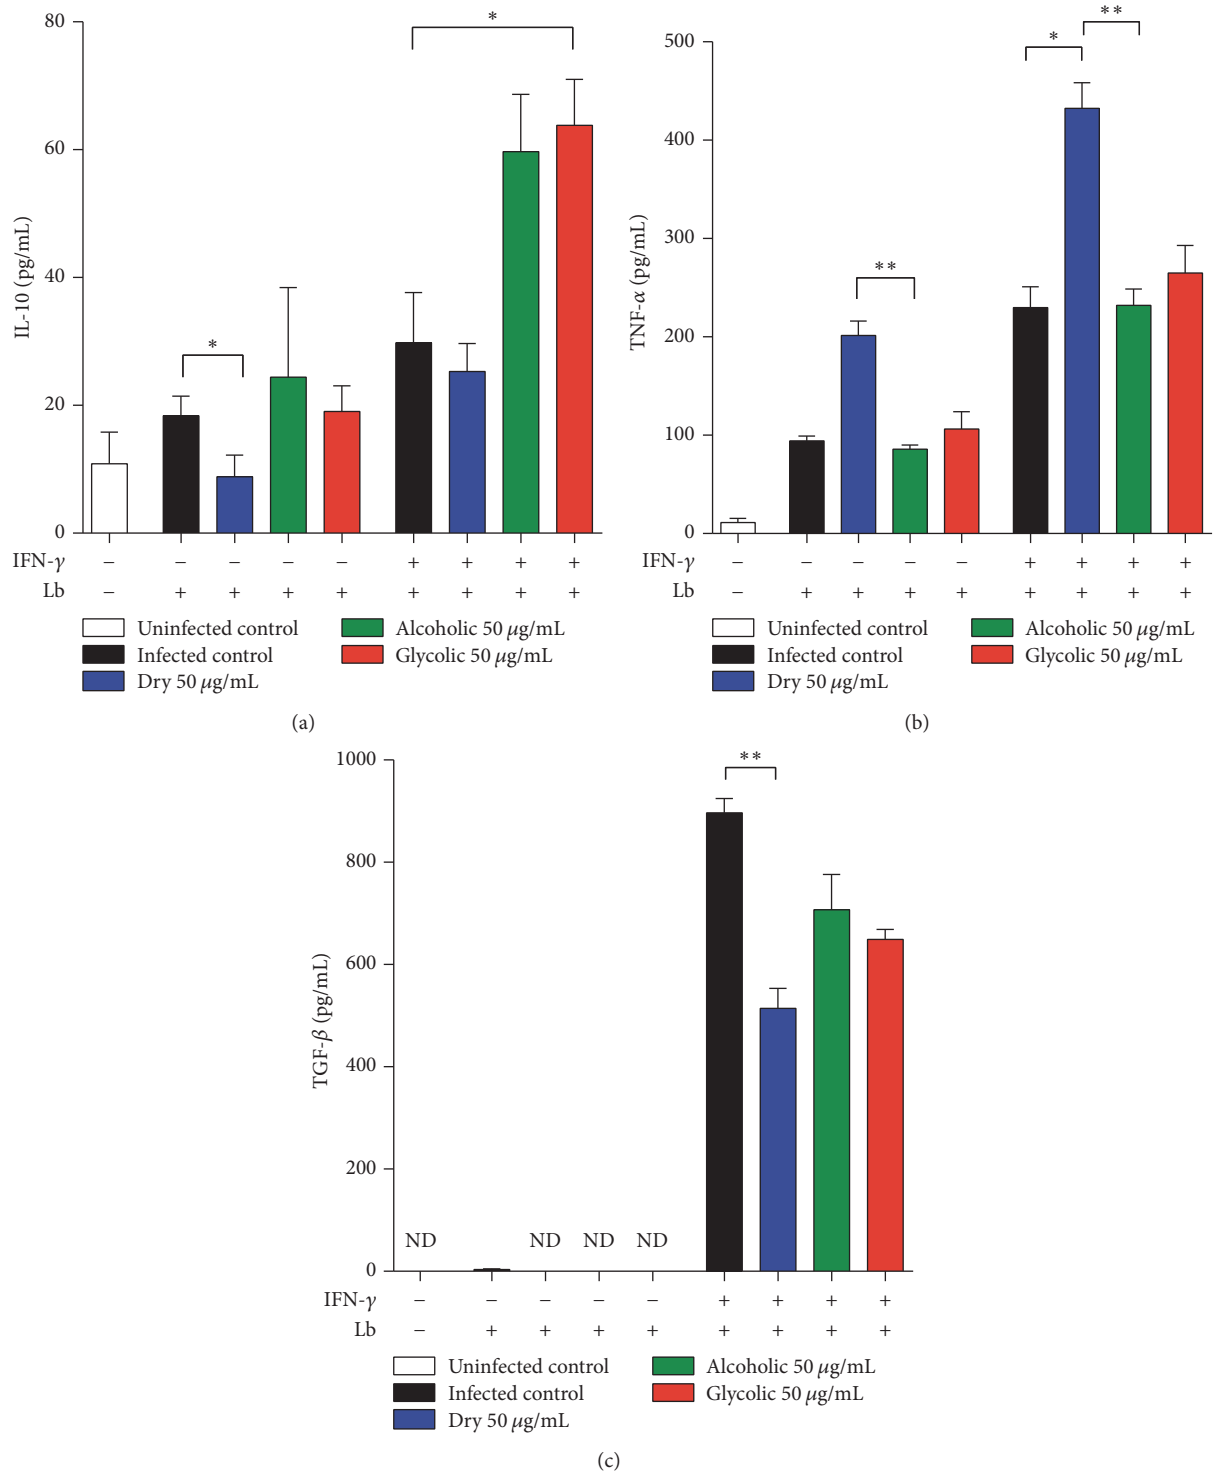 *
*
80
60
40
20
0
IL-10 (pg/mL)
IFN-γ − − − − − + + + +
Lb − + + + + + + + +
Uninfected control
Infected control
Dry 50 μg/mL
Alcoholic 50 μg/mL
Glycolic 50 μg/mL
(a)
**
*
**
500
400
300
200
100
0
TNF-α (pg/mL)
IFN-γ − − − − − + + + +
Lb − + + + + + + + +
Uninfected control
Infected control
Dry 50 μg/mL
Alcoholic 50 μg/mL
Glycolic 50 μg/mL
(b)
**
1000
800
600
400
200
0
TGF-β (pg/mL)
ND ND ND ND
IFN-γ − − − − − + + + +
Lb − + + + + + + + +
Uninfected control
Infected control
Dry 50 μg/mL
Alcoholic 50 μg/mL
Glycolic 50 μg/mL
(c)